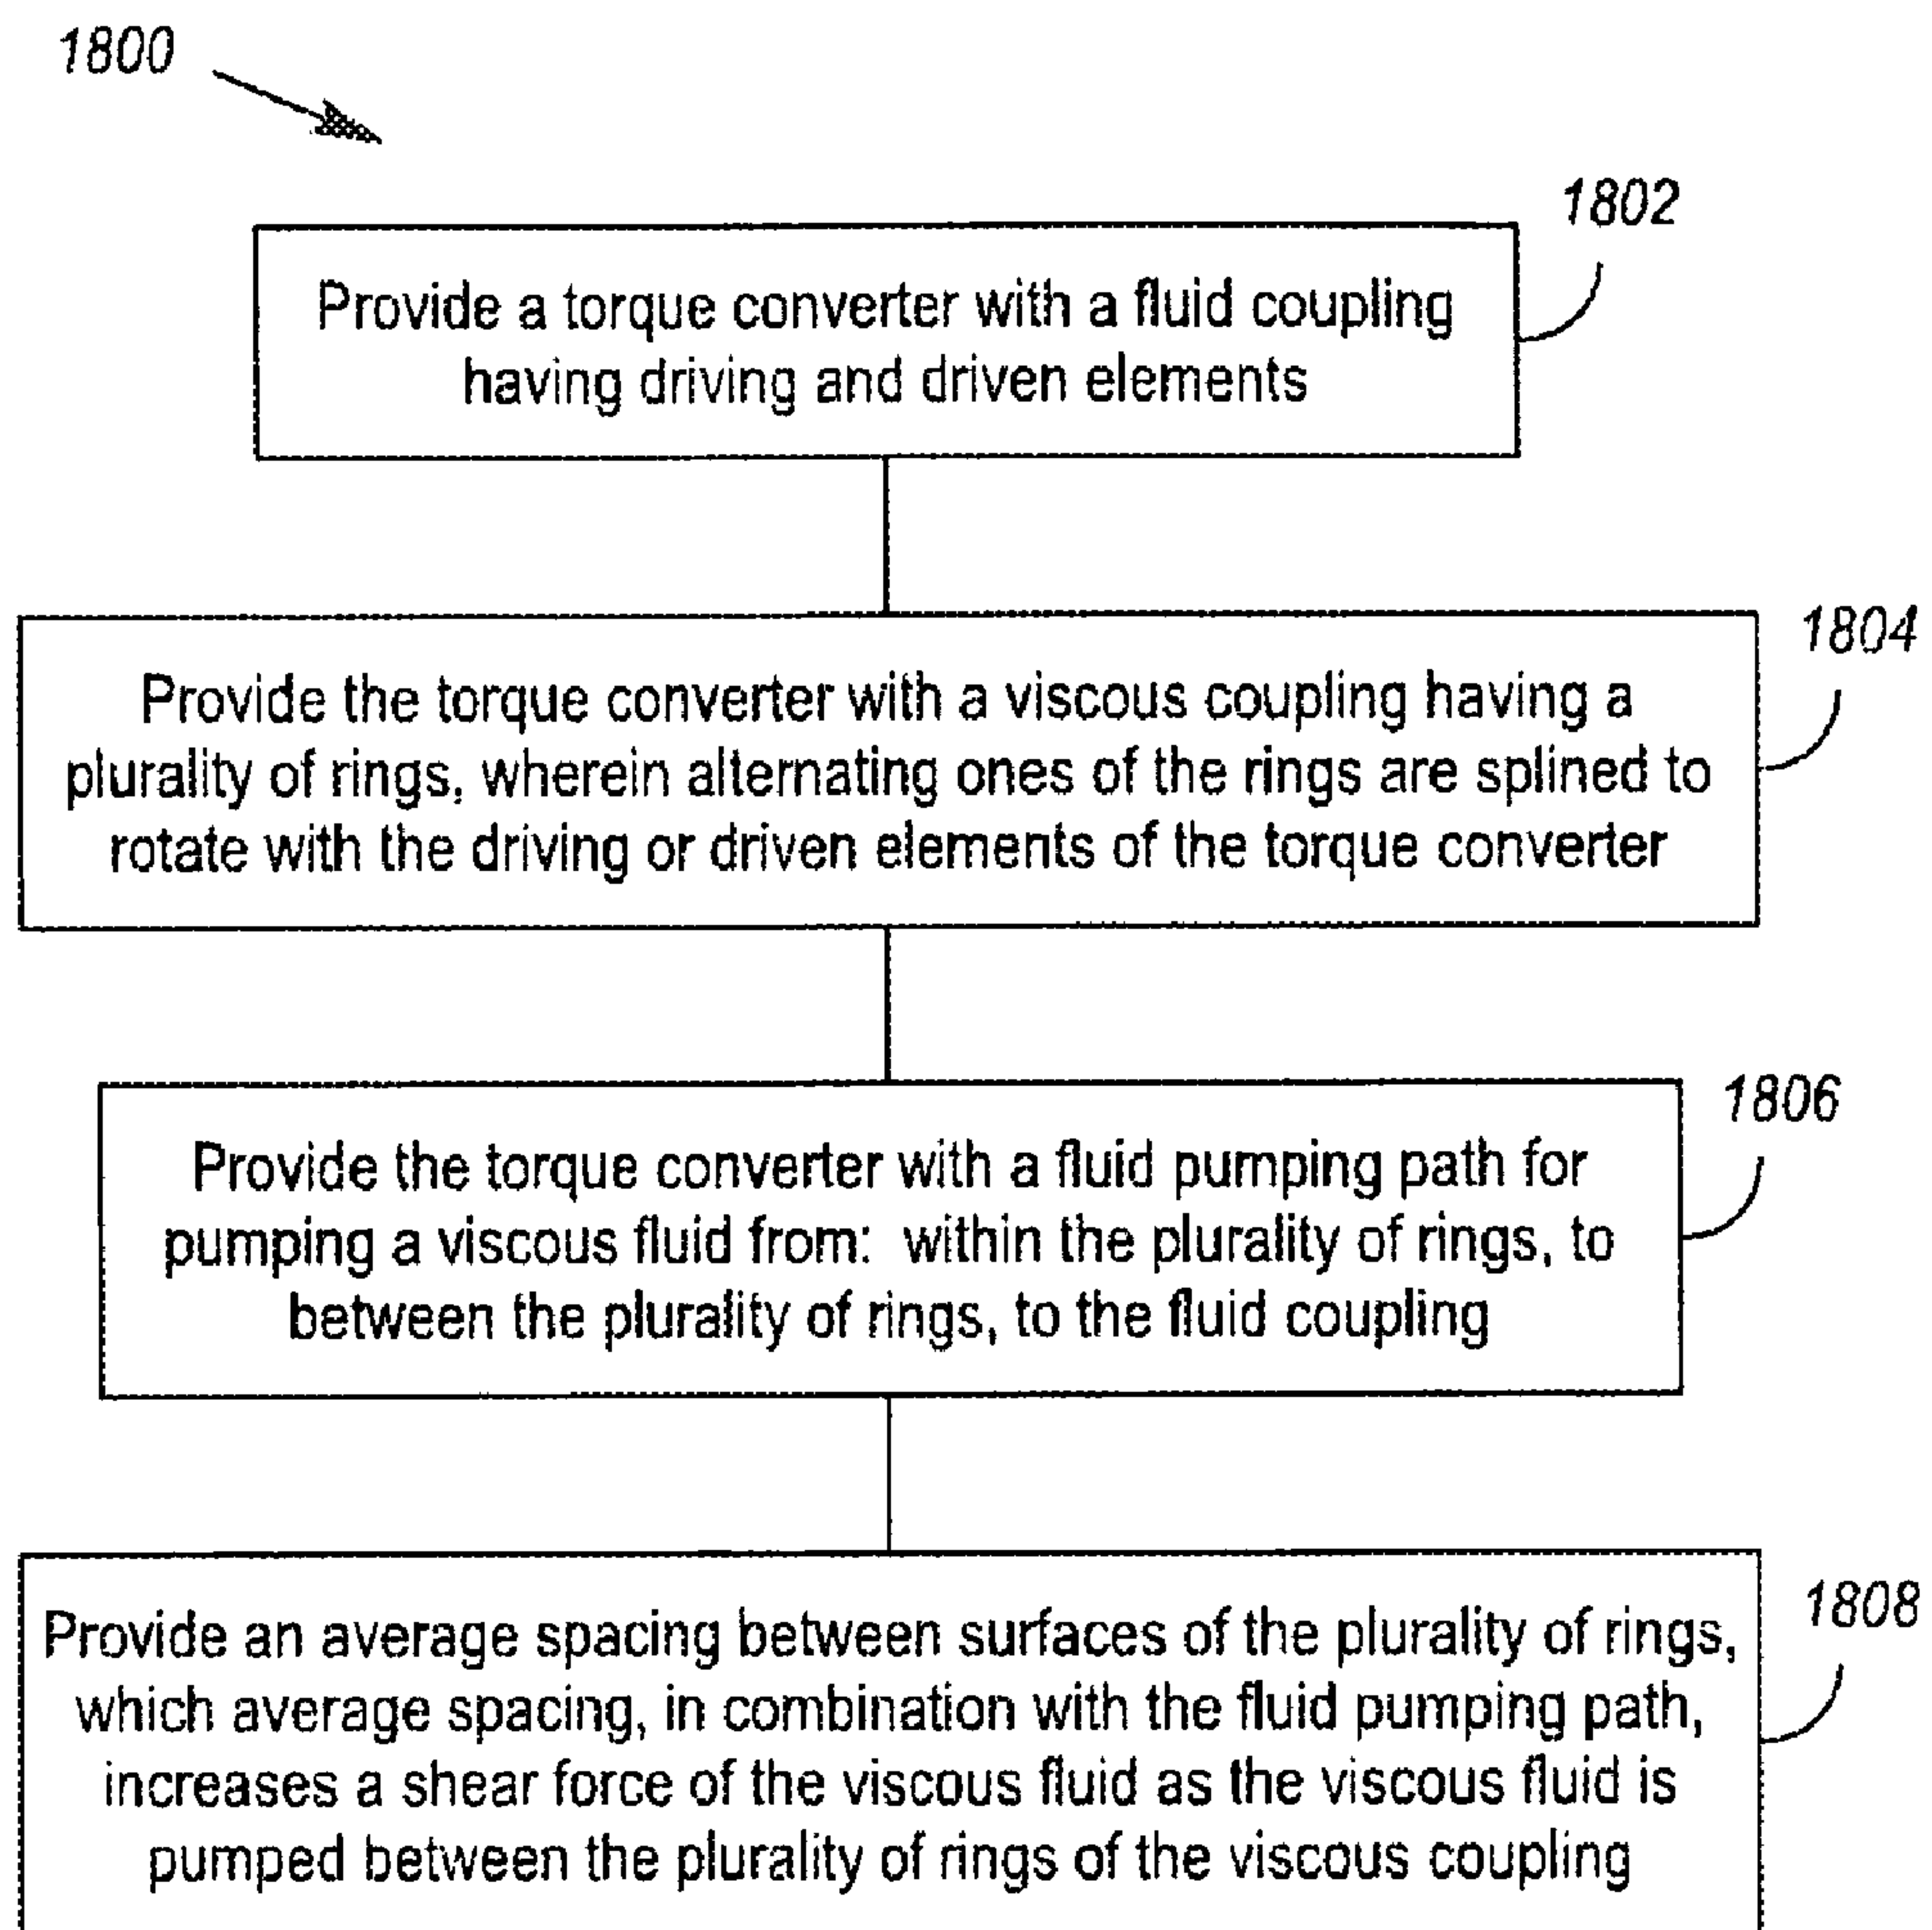 1800
1802
Provide a torque converter with a fluid coupling
having driving and driven elements
1804
Provide the torque converter with a viscous coupling having a
plurality of rings, wherein alternating ones of the rings are splined to
rotate with the driving or driven elements of the torque converter
1806
Provide the torque converter with a fluid pumping path for
pumping a viscous fluid from:  within the plurality of rings, to
between the plurality of rings, to the fluid coupling
1808
Provide an average spacing between surfaces of the plurality of rings,
which average spacing, in combination with the fluid pumping path,
increases a shear force of the viscous fluid as the viscous fluid is
pumped between the plurality of rings of the viscous coupling